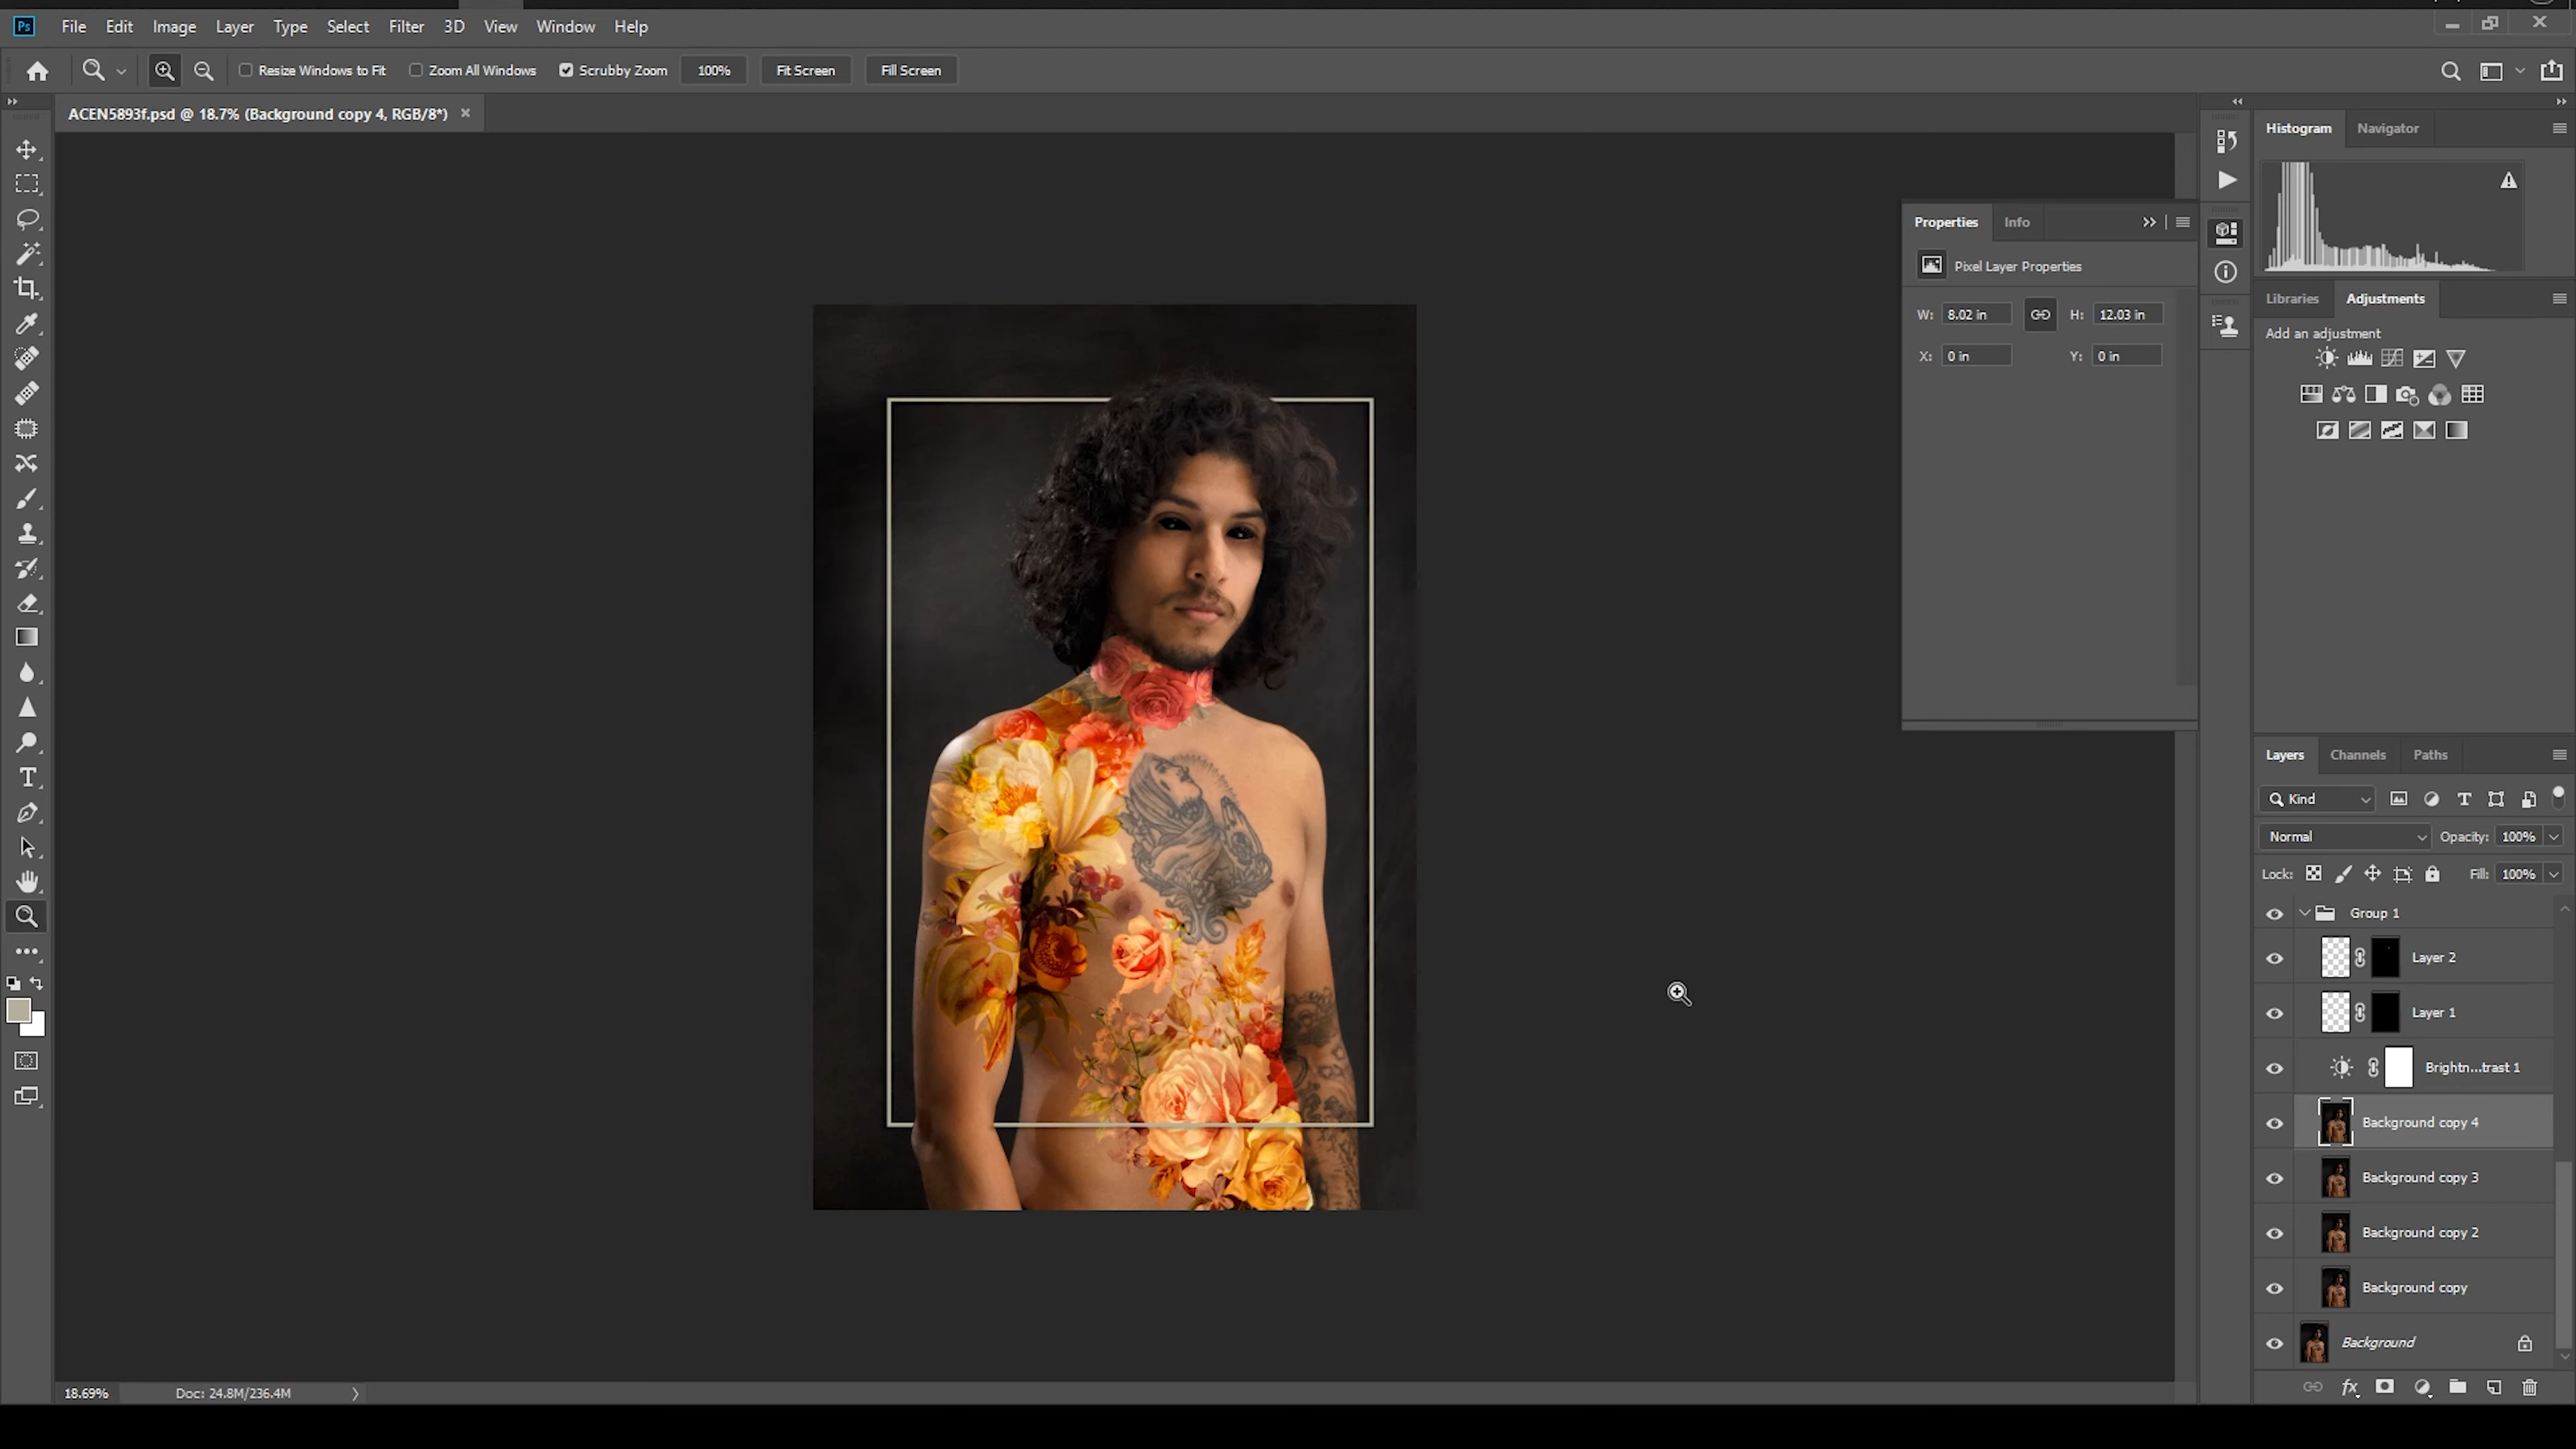 Ps File Edit Image Layer Type Select Filter 3D View Window Help
Resize Windows to Fit Zoom All Windows Scrubby Zoom 100% Fit Screen Fill Screen
ACEN5893f.psd @ 18.7% (Background copy 4, RGB/8*)
Histogram Navigator
Properties Info
Pixel Layer Properties
W: 8.02 in H: 12.03 in
X: 0 in Y: 0 in
Libraries Adjustments
Add an adjustment
Layers Channels Paths
Kind
Normal Opacity: 100%
Lock: Fill: 100%
Group 1
Layer 2
Layer 1
Brightn...trast 1
Background copy 4
Background copy 3
Background copy 2
Background copy
Background
18.69% Doc: 24.8M/236.4M